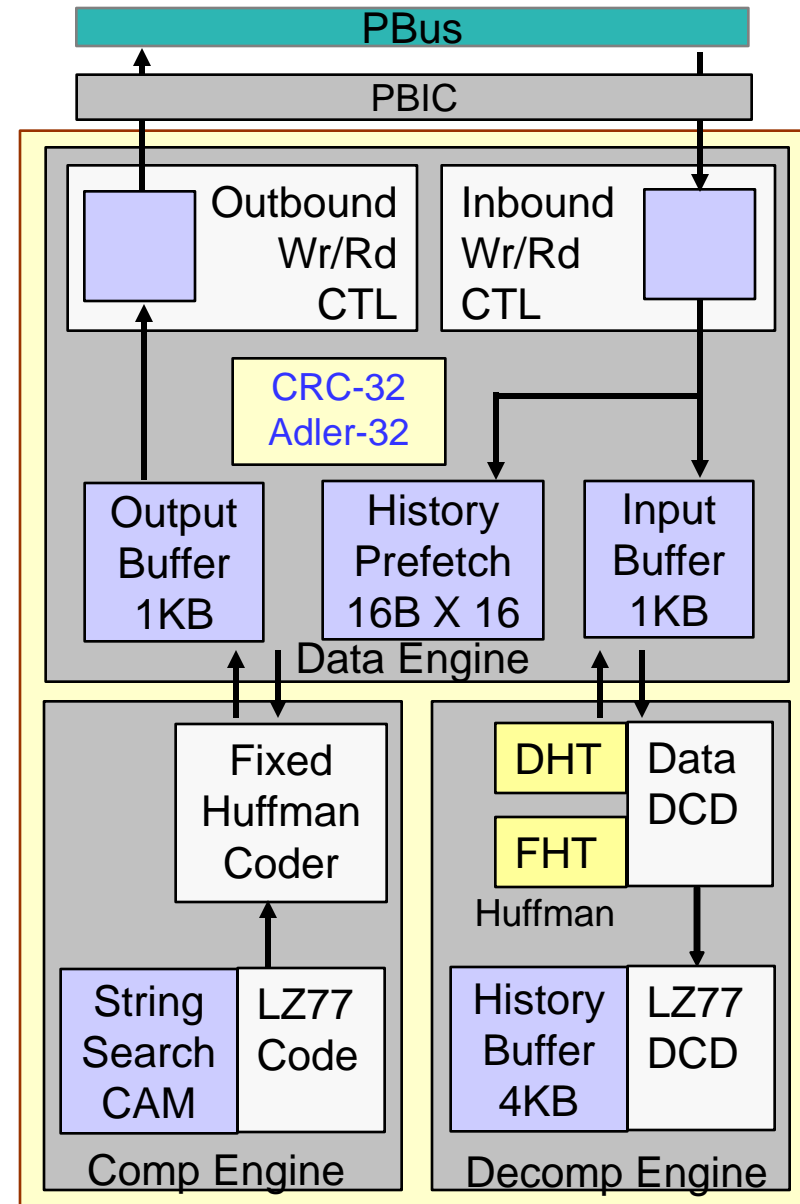 PBus
PBIC
Outbound
Wr/Rd
CTL
Inbound
Wr/Rd
CTL
CRC-32
Adler-32
Output
Buffer
1KB
History
Prefetch
16B X 16
Input
Buffer
1KB
Data Engine
Fixed
Huffman
Coder
String
Search
CAM
LZ77
Code
Comp Engine
DHT
FHT
Huffman
Data
DCD
History
Buffer
4KB
LZ77
DCD
Decomp Engine